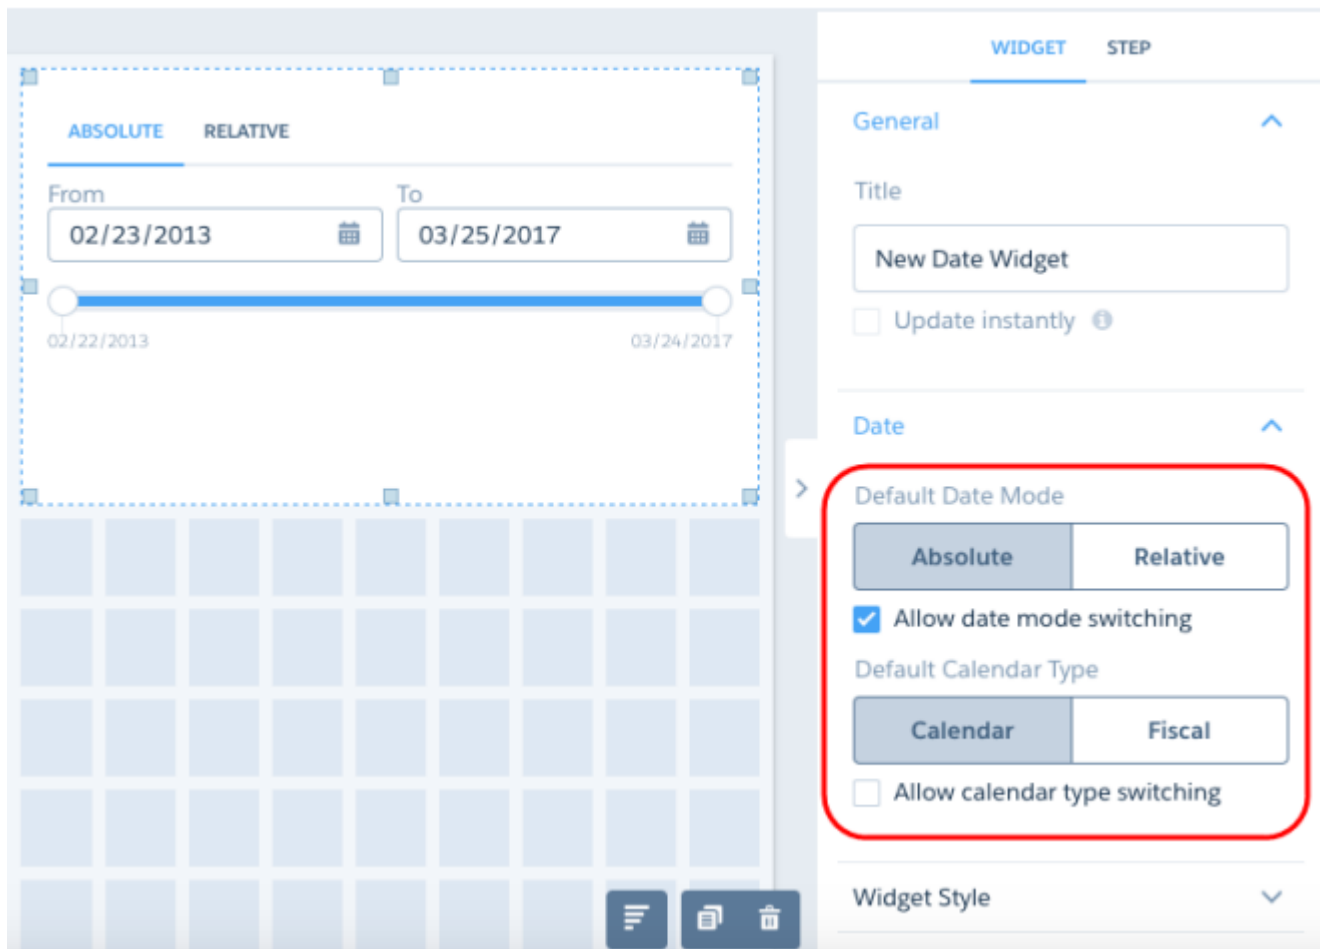 WIDGET STEP
ABSOLUTE RELATIVE
From To
02/23/2013 03/25/2017
02/22/2013 03/24/2017
General
Title
New Date Widget
Update instantly
Date
Default Date Mode
Absolute Relative
Allow date mode switching
Default Calendar Type
Calendar Fiscal
Allow calendar type switching
Widget Style